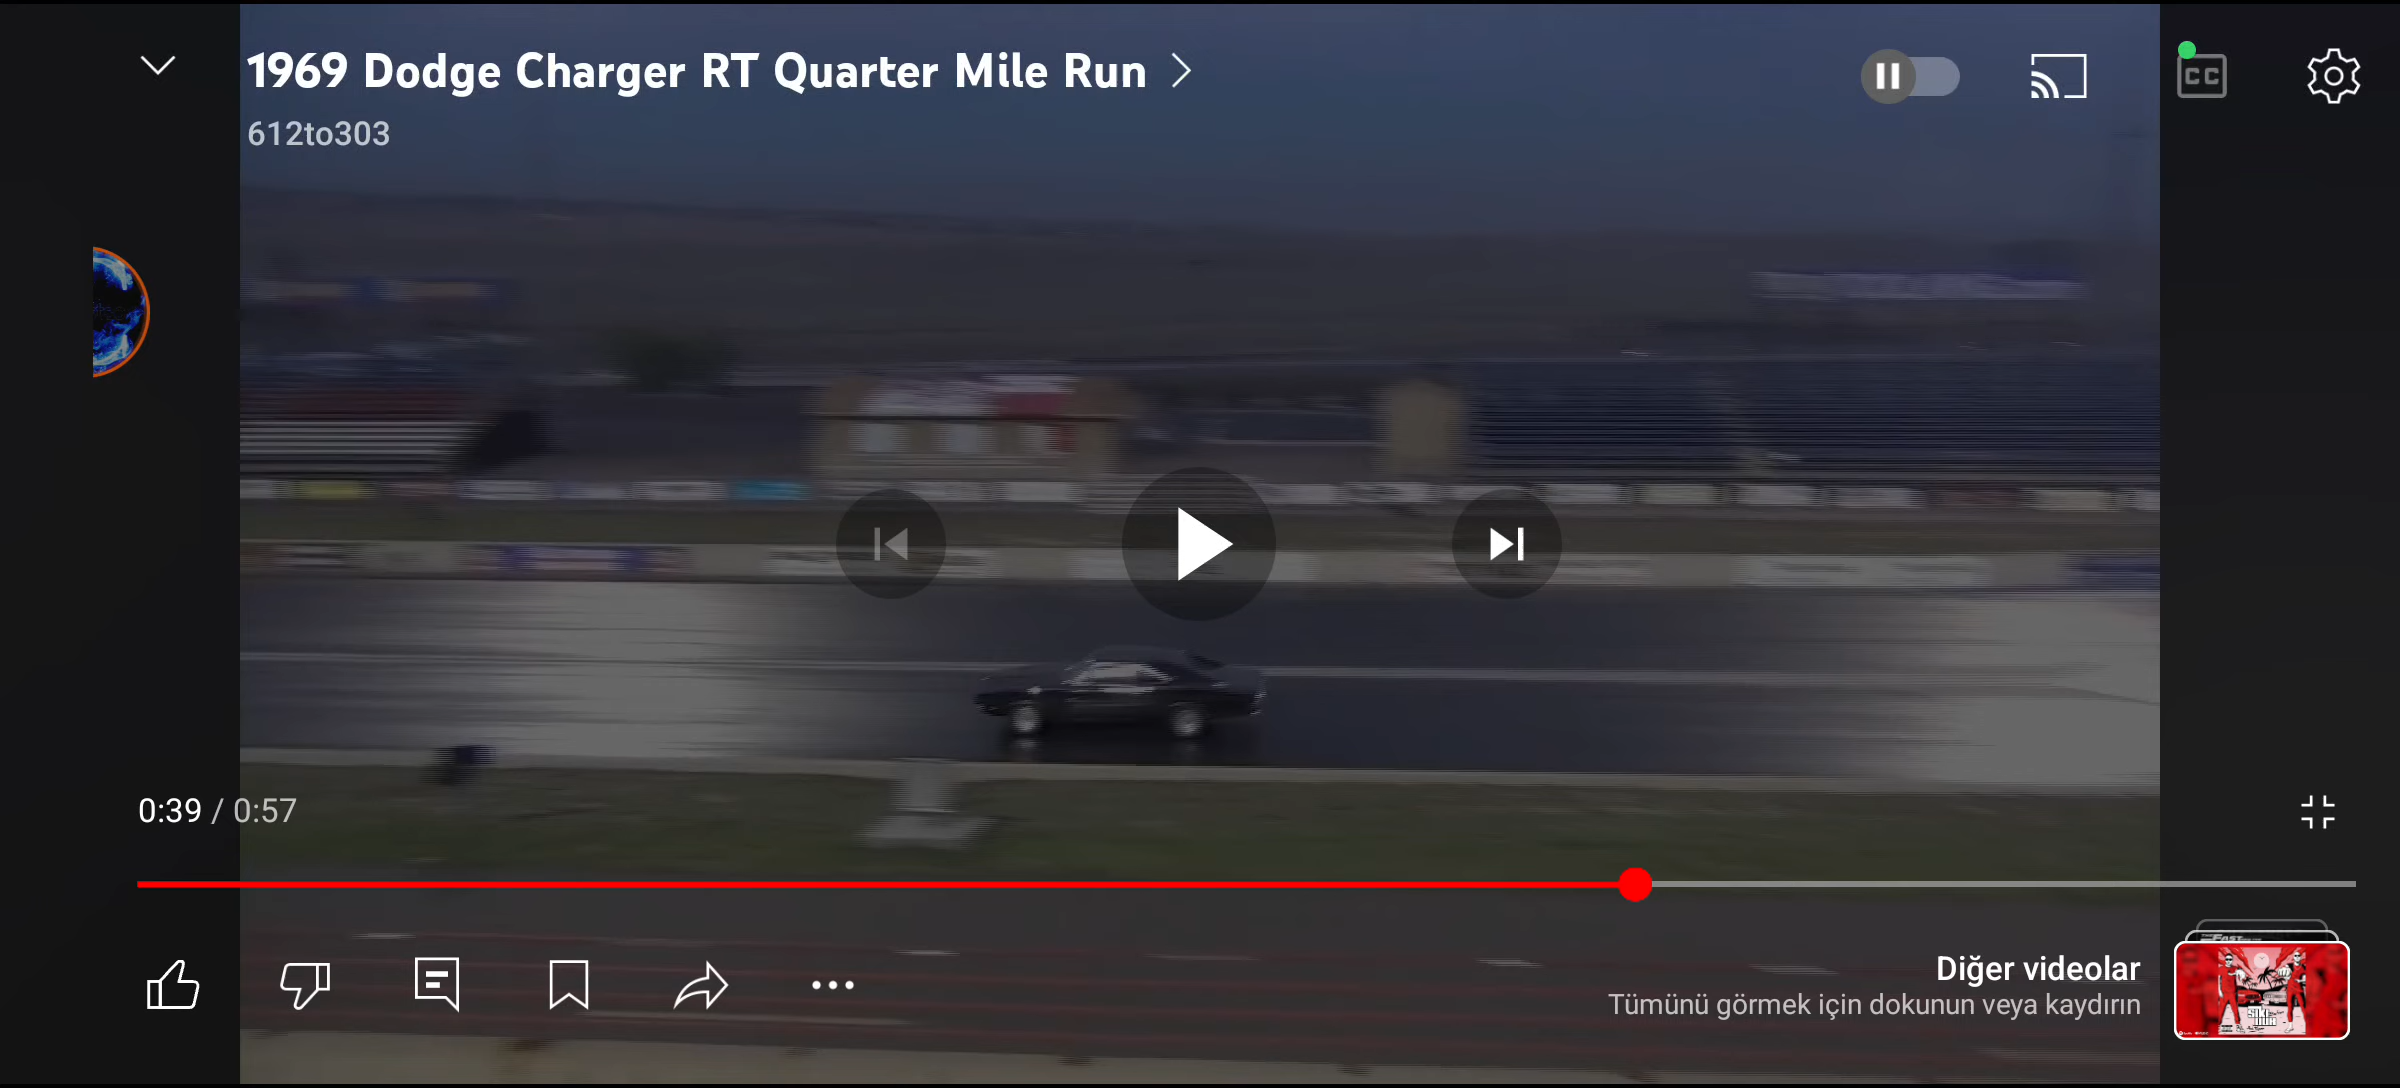 1969 Dodge Charger RT Quarter Mile Run
612to303
CC
0:39 / 0:57
Diğer videolar
Tümünü görmek için dokunun veya kaydırın